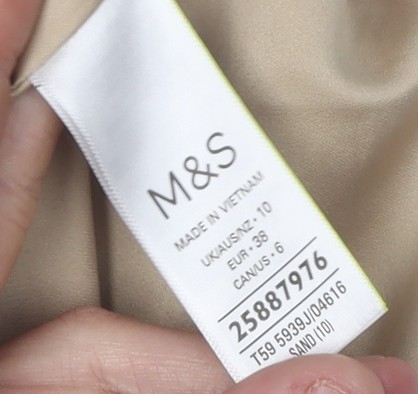 M&S
MADE IN VIETNAM
UK/AUS/NZ • 10
EUR • 38
CAN/US • 6
25887976
T59 5939J/04616
SAND (10)